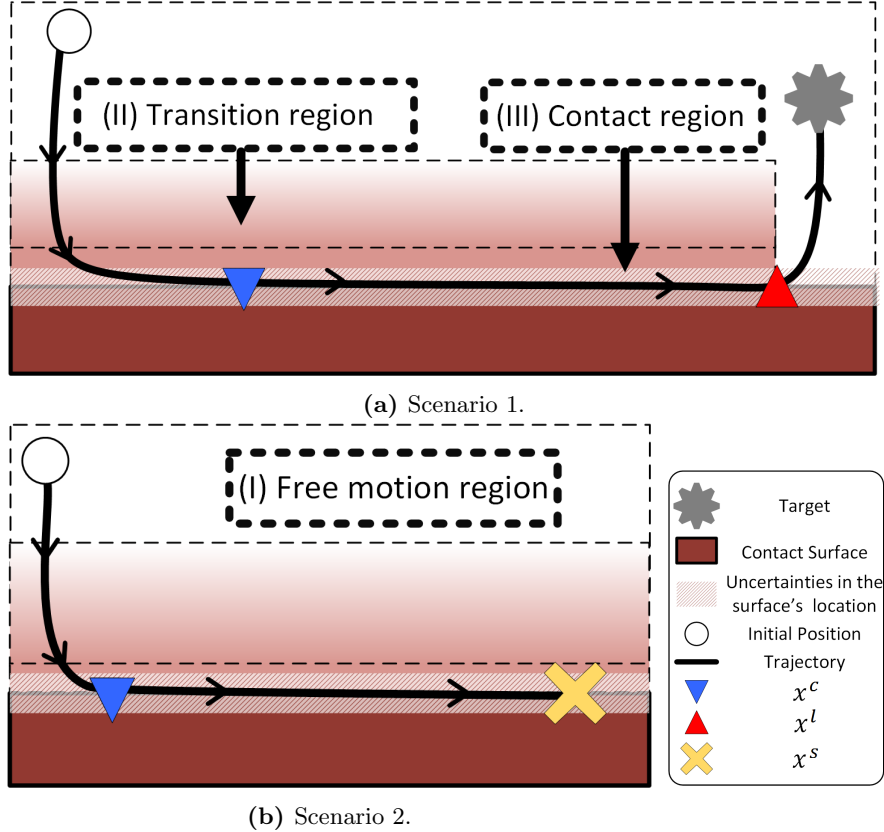 (II) Transition region
(III) Contact region
(a) Scenario 1.
(I) Free motion region
Target
Contact Surface
Uncertainties in the
surface's location
Initial Position
Trajectory
x^c
x^l
x^s
(b) Scenario 2.